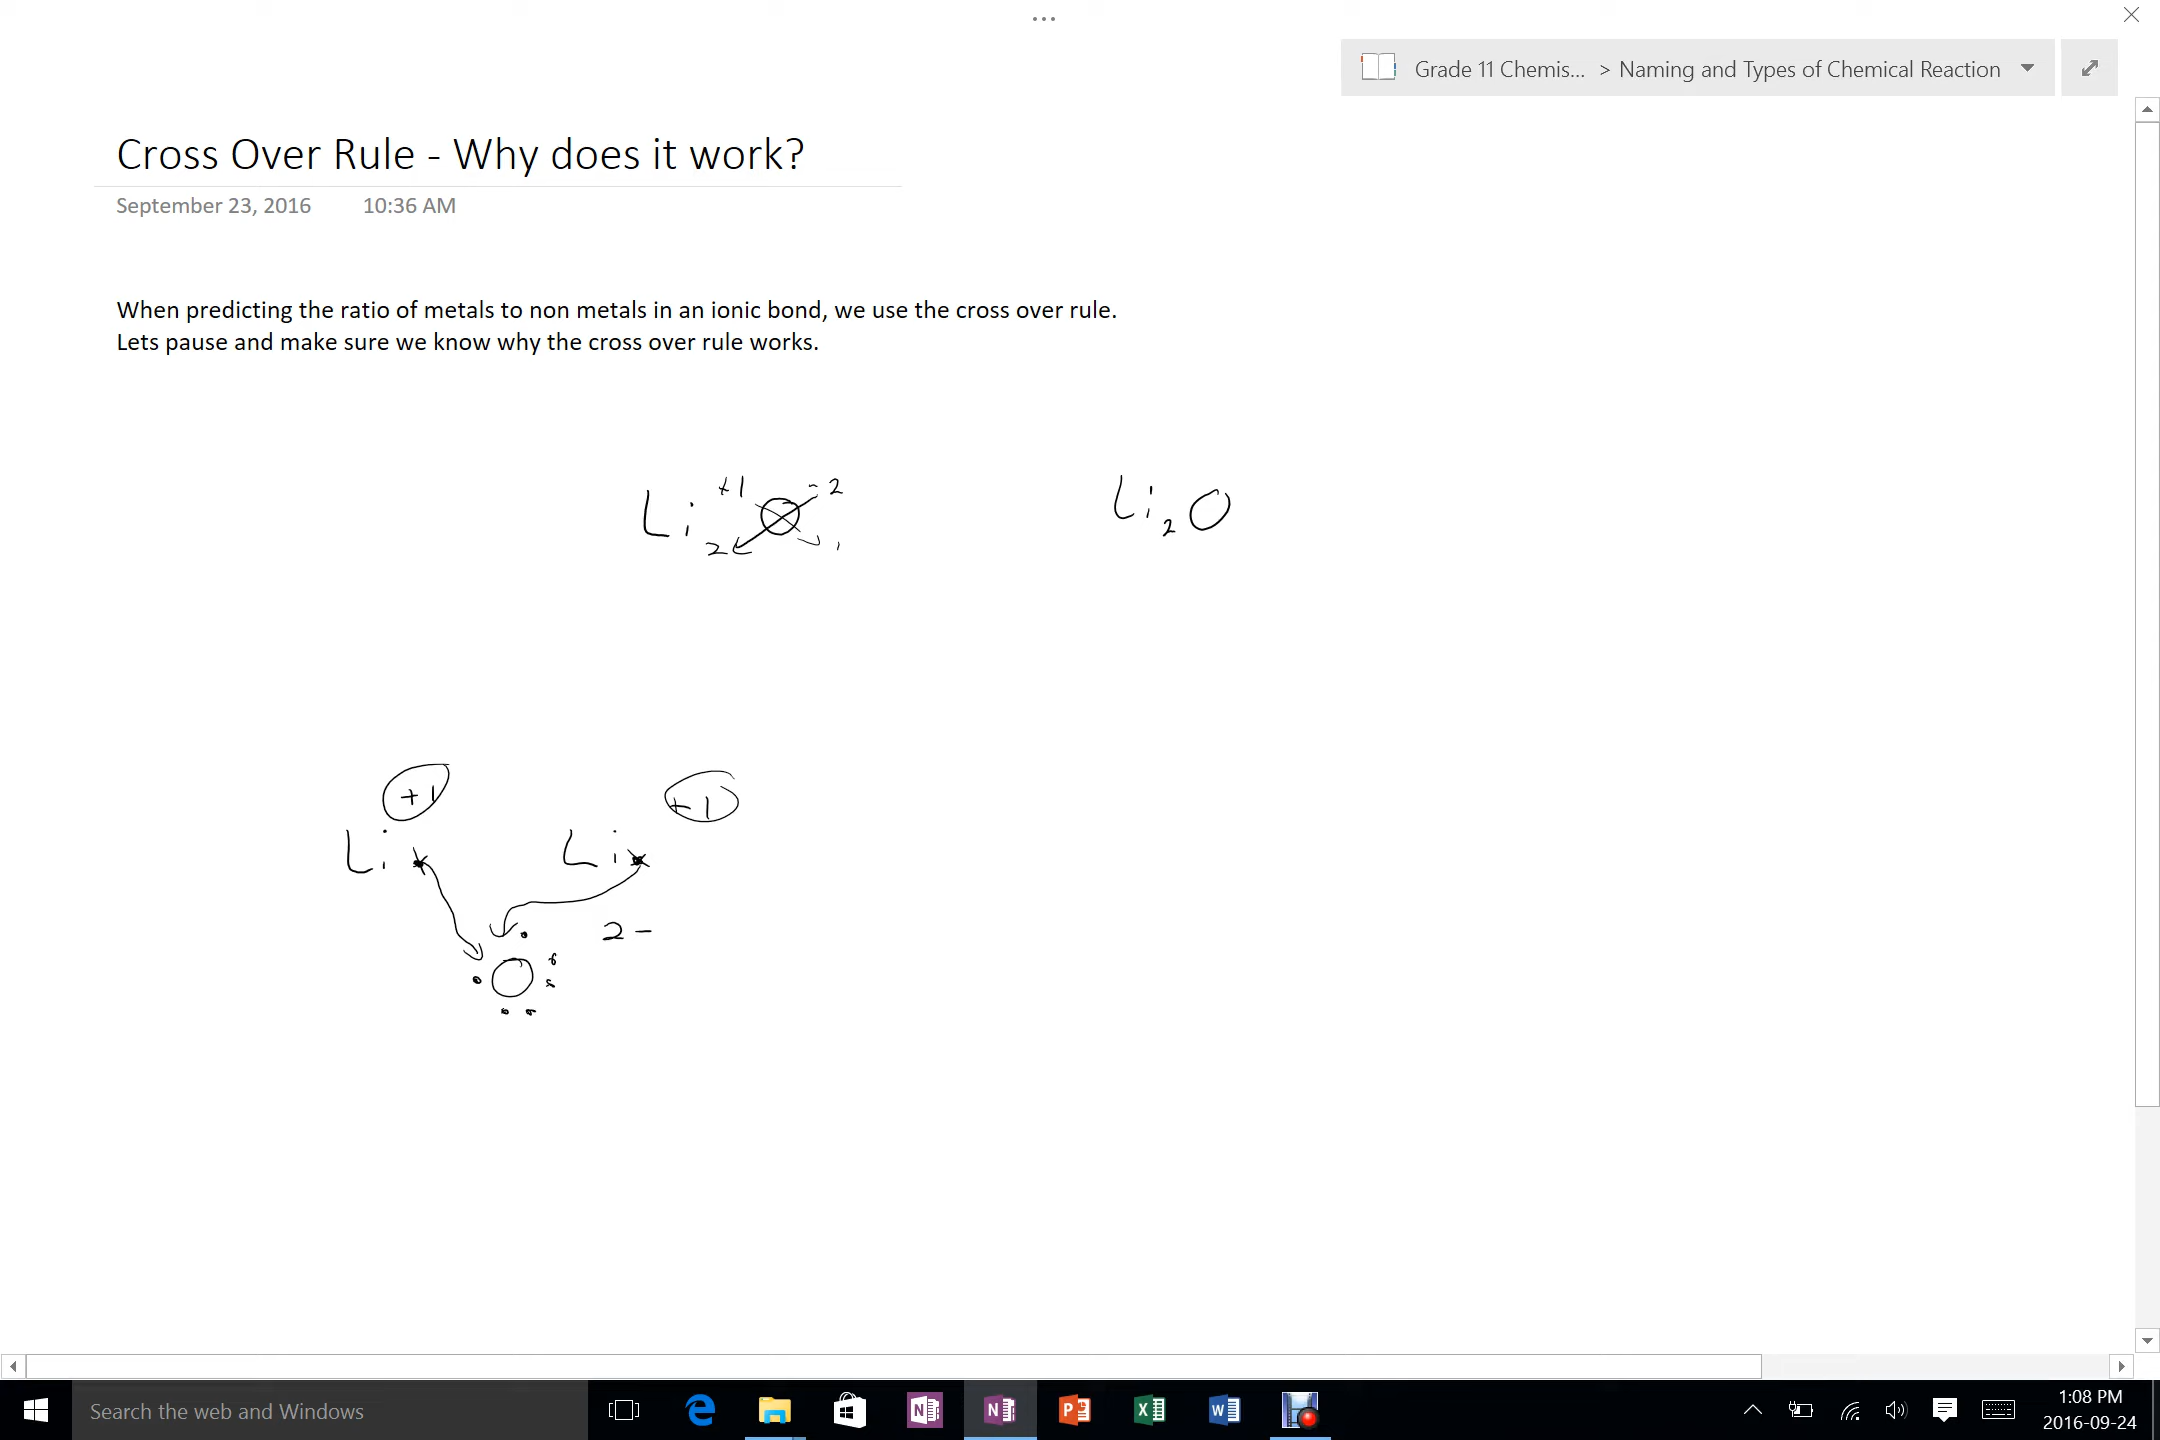 Grade 11 Chemis... > Naming and Types of Chemical Reaction
Cross Over Rule - Why does it work?
September 23, 2016 10:36 AM
When predicting the ratio of metals to non metals in an ionic bond, we use the cross over rule.
Lets pause and make sure we know why the cross over rule works.
Li +1 O -2
2 1
Li2O
+1 +1
Li Li
2-
O
Search the web and Windows
1:08 PM
2016-09-24